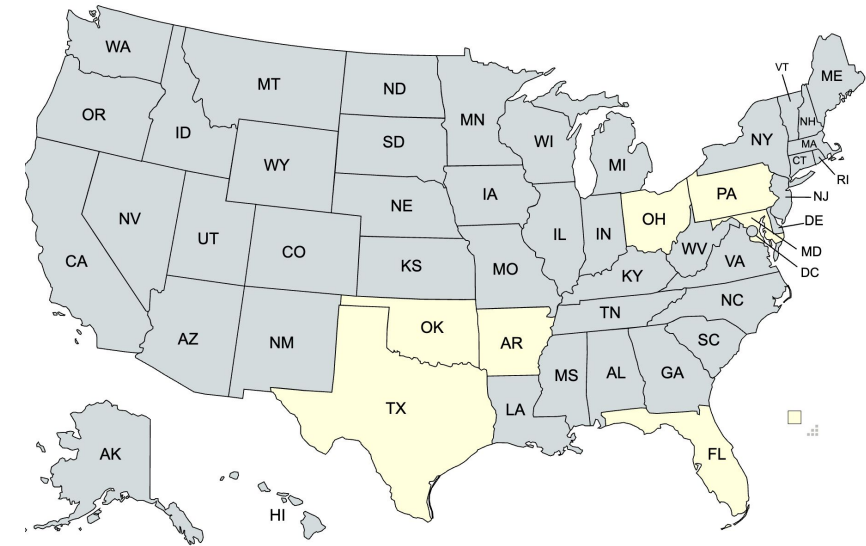 WA
MT
ND
MN
VT
ME
OR
ID
SD
WI
MI
NY
NH
MA
CT
RI
WY
NE
IA
PA
NJ
NV
UT
CO
KS
MO
IL
IN
OH
WV
VA
DE
MD
DC
CA
KY
AZ
NM
OK
AR
TN
NC
SC
TX
LA
MS
AL
GA
FL
AK
HI